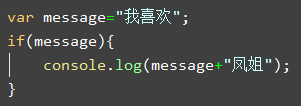 var message="我喜欢";
if(message){
    console.log(message+"凤姐");
}